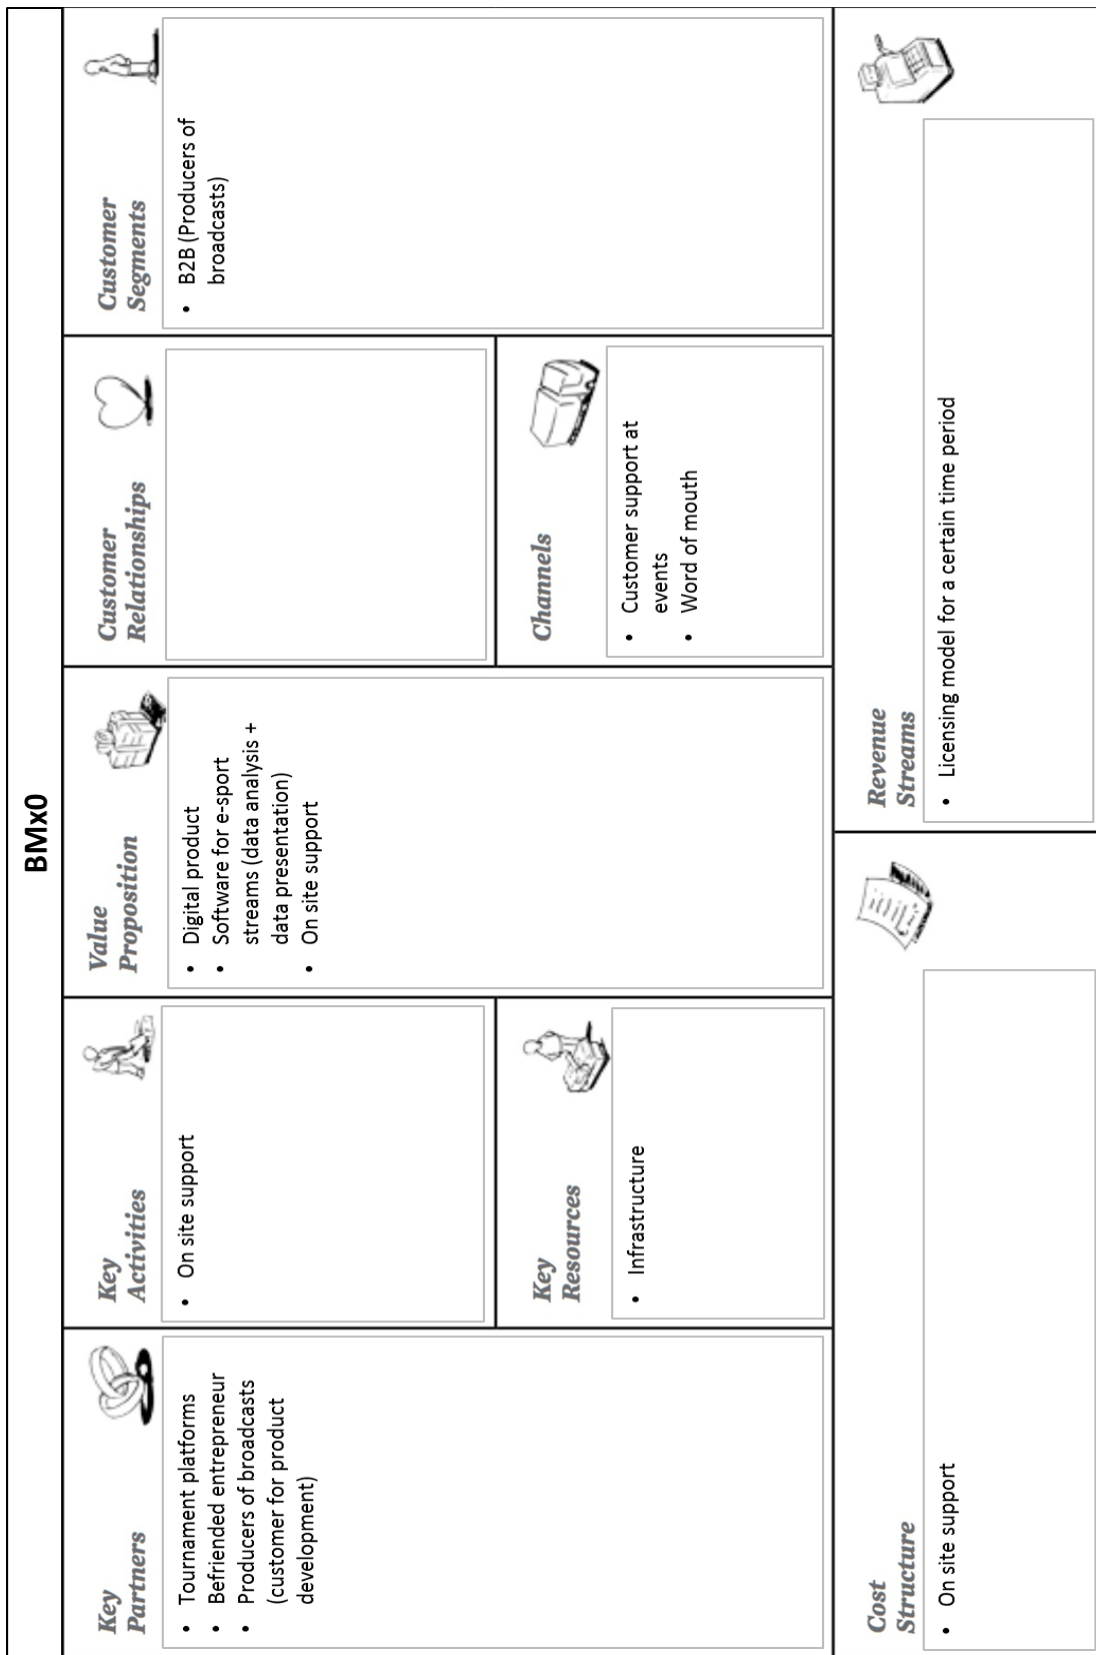 BMx0
Key
Partners
• Tournament platforms
• Befriended entrepreneur
• Producers of broadcasts
(customer for product
development)
Key
Activities
• On site support
Key
Resources
• Infrastructure
Value
Proposition
• Digital product
• Software for e-sport
streams (data analysis +
data presentation)
• On site support
Customer
Relationships
Channels
• Customer support at
events
• Word of mouth
Customer
Segments
• B2B (Producers of
broadcasts)
Cost
Structure
• On site support
Revenue
Streams
• Licensing model for a certain time period